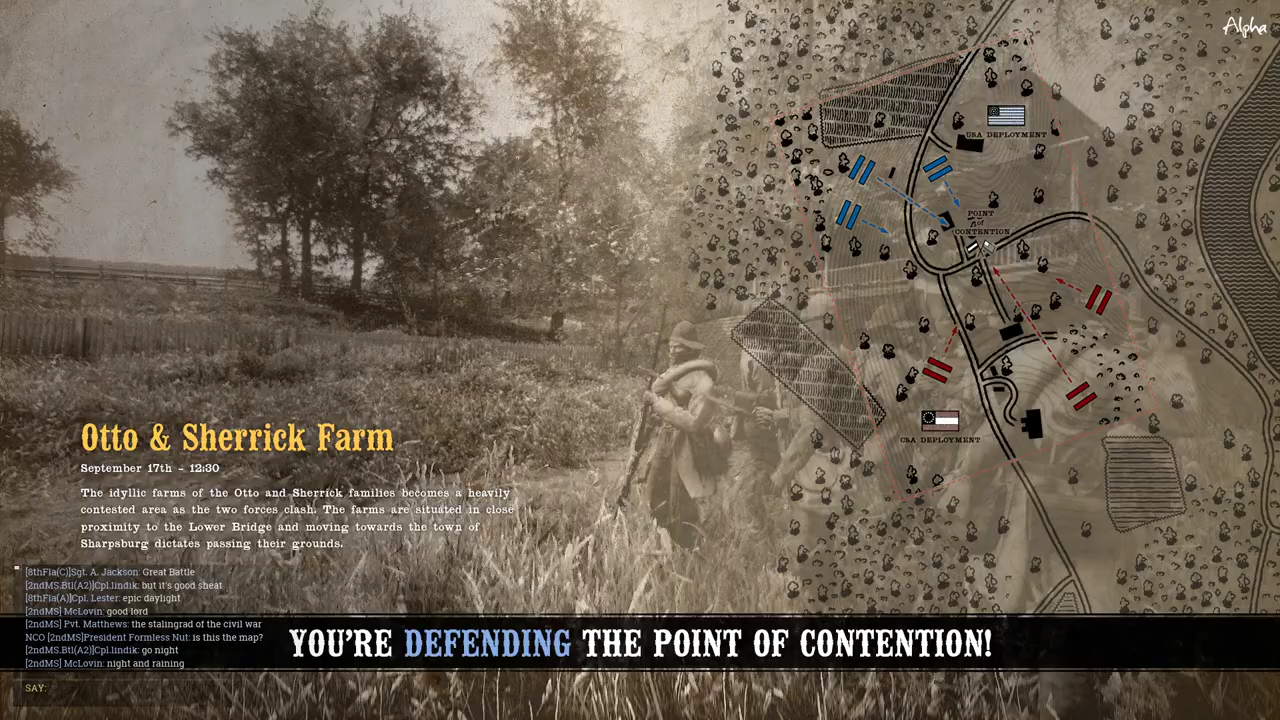 Alpha
USA DEPLOYMENT
POINT
of
CONTENTION
CSA DEPLOYMENT
Otto & Sherrick Farm
September 17th - 12:30
The idyllic farms of the Otto and Sherrick families becomes a heavily
contested area as the two forces clash. The farms are situated in close
proximity to the Lower Bridge and moving towards the town of
Sharpsburg dictates passing their grounds.
[8thFla(C)]Sgt. A. Jackson: Great Battle
[2ndMS.Btl(A2)]Cpl.lindik: but it's good sheat
[8thFla(A)]Cpl. Lester: epic daylight
[2ndMS] McLovin: good lord
[2ndMS] Pvt. Matthews: the stalingrad of the civil war
NCO [2ndMS]President Formless Nut: is this the map?
[2ndMS.Btl(A2)]Cpl.lindik: go night
[2ndMS] McLovin: night and raining
YOU'RE DEFENDING THE POINT OF CONTENTION!
SAY: